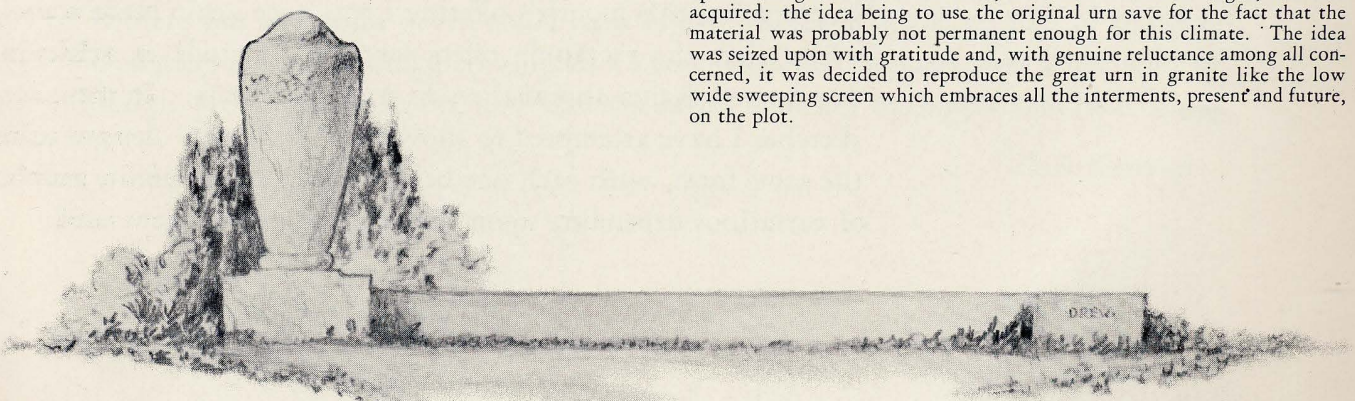 acquired: the idea being to use the original urn save for the fact that the
material was probably not permanent enough for this climate. The idea
was seized upon with gratitude and, with genuine reluctance among all con-
cerned, it was decided to reproduce the great urn in granite like the low
wide sweeping screen which embraces all the interments, present and future,
on the plot.
DREW